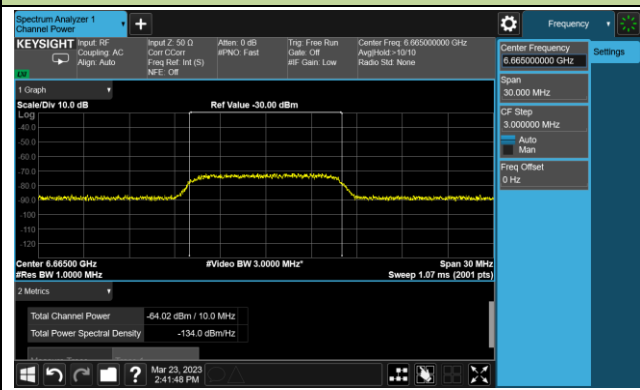 Spectrum Analyzer 1
Channel Power
+
Frequency
KEYSIGHT
Input: RF
Coupling: AC
Align: Auto
Input Z: 50 Ω
Corr CCorr
Freq Ref: Int (S)
NFE: Off
Atten: 0 dB
#PNO: Fast
Trig: Free Run
Gate: Off
#IF Gain: Low
Center Freq: 6.665000000 GHz
Avg|Hold:>10/10
Radio Std: None
1 Graph
Scale/Div 10.0 dB
Ref Value -30.00 dBm
Log
-40.0
-50.0
-60.0
-70.0
-80.0
-90.0
-100
-110
-120
Center 6.66500 GHz
#Video BW 3.0000 MHz*
Span 30 MHz
#Res BW 1.0000 MHz
Sweep 1.07 ms (2001 pts)
2 Metrics
Total Channel Power
-64.02 dBm / 10.0 MHz
Total Power Spectral Density
-134.0 dBm/Hz
?
Mar 23, 2023
2:41:48 PM
Center Frequency
6.665000000 GHz
Settings
Span
30.000 MHz
CF Step
3.000000 MHz
Auto
Man
Freq Offset
0 Hz